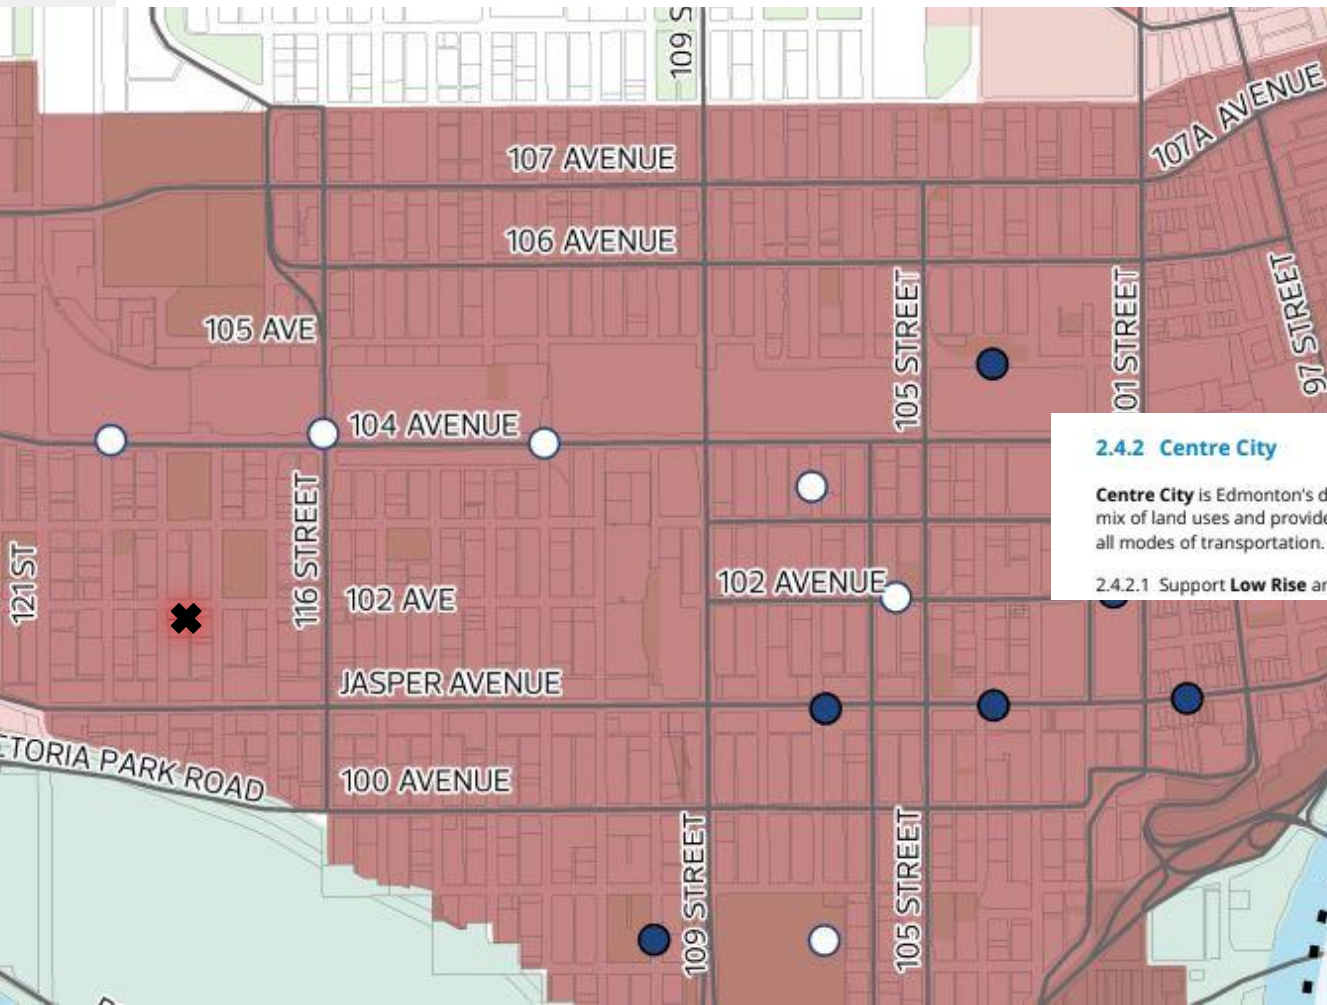 109 S
107 AVENUE
107A AVENUE
106 AVENUE
105 AVE
105 STREET
101 STREET
97 STREET
104 AVENUE
2.4.2 Centre City
Centre City is Edmonton's d
mix of land uses and provide
all modes of transportation.
2.4.2.1 Support Low Rise an
116 STREET
121 ST
102 AVE
102 AVENUE
JASPER AVENUE
ETORIA PARK ROAD
100 AVENUE
109 STREET
105 STREET